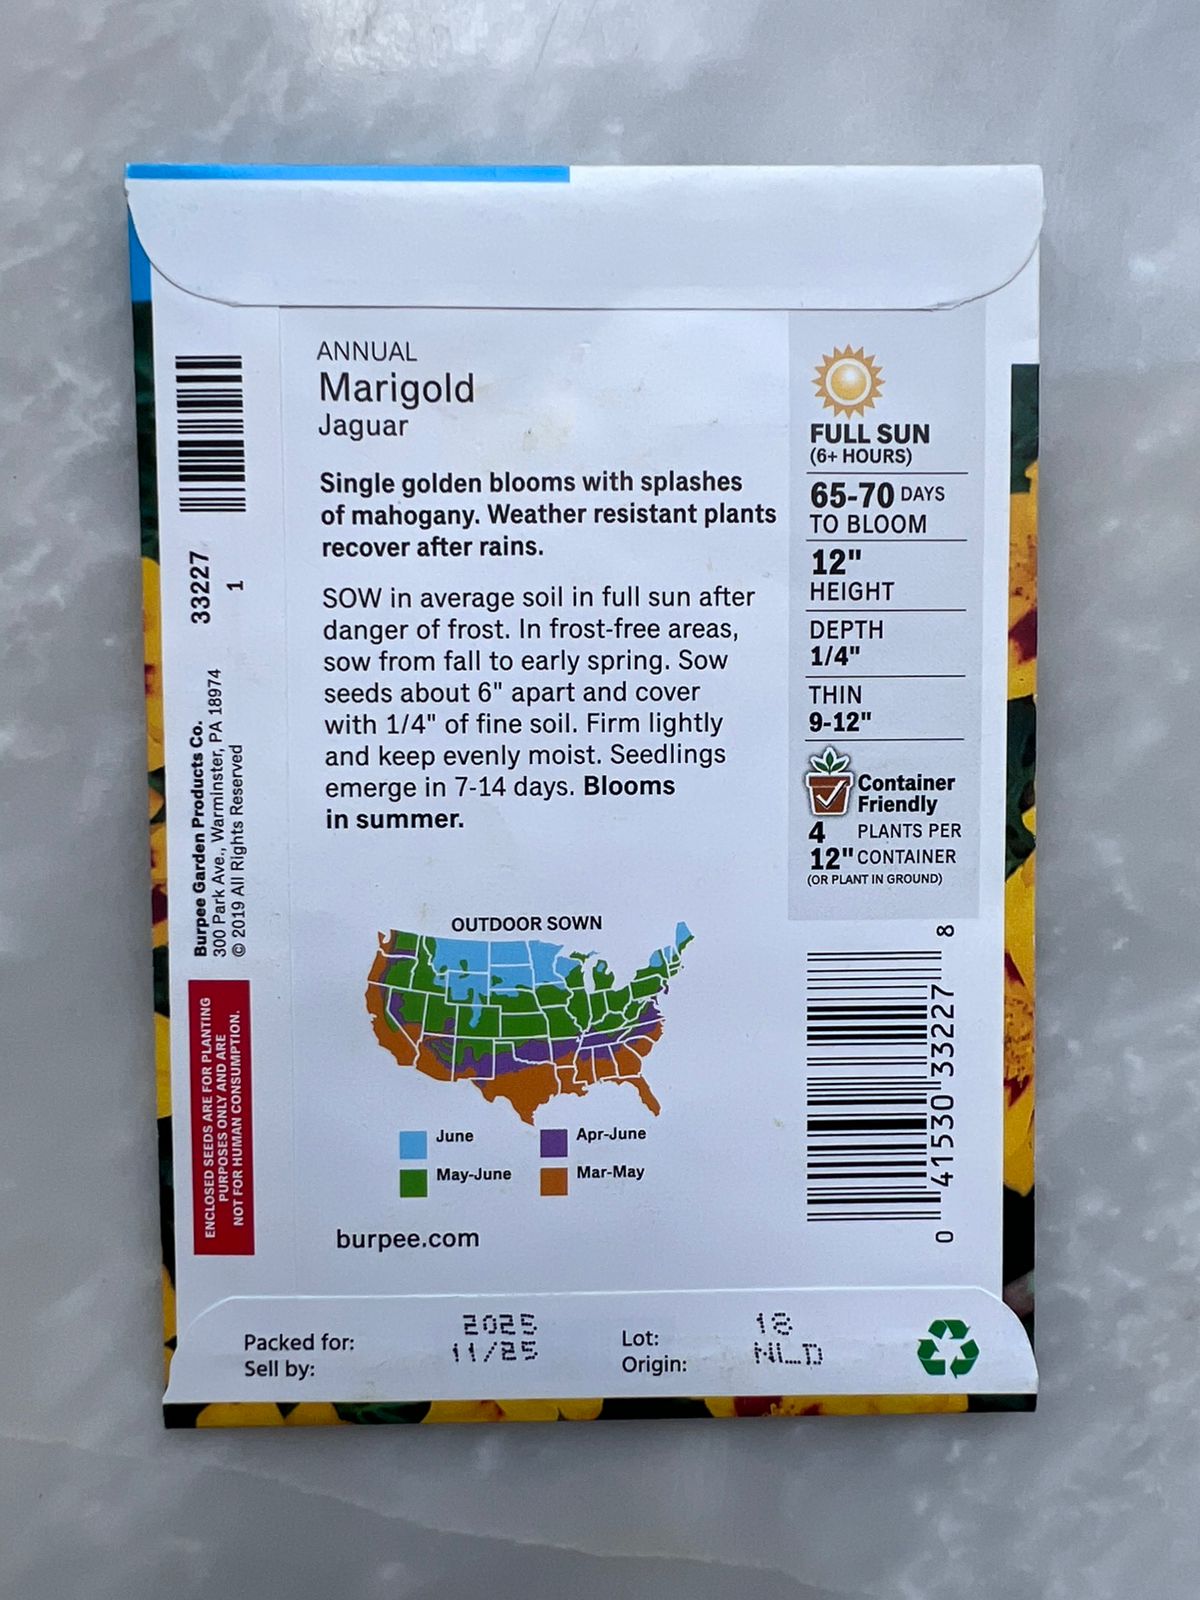 ANNUAL
Marigold
Jaguar
Single golden blooms with splashes
of mahogany. Weather resistant plants
recover after rains.
SOW in average soil in full sun after
danger of frost. In frost-free areas,
sow from fall to early spring. Sow
seeds about 6" apart and cover
with 1/4" of fine soil. Firm lightly
and keep evenly moist. Seedlings
emerge in 7-14 days. Blooms
in summer.
FULL SUN
(6+ HOURS)
65-70 DAYS
TO BLOOM
12"
HEIGHT
DEPTH
1/4"
THIN
9-12"
Container
Friendly
4 PLANTS PER
12" CONTAINER
(OR PLANT IN GROUND)
OUTDOOR SOWN
June
Apr-June
May-June
Mar-May
burpee.com
33227
1
Burpee Garden Products Co.
300 Park Ave., Warminster, PA 18974
© 2019 All Rights Reserved
ENCLOSED SEEDS ARE FOR PLANTING
PURPOSES ONLY AND ARE
NOT FOR HUMAN CONSUMPTION.
0 41530 33227 8
Packed for: 2025
Sell by: 11/25
Lot: 18
Origin: NLD